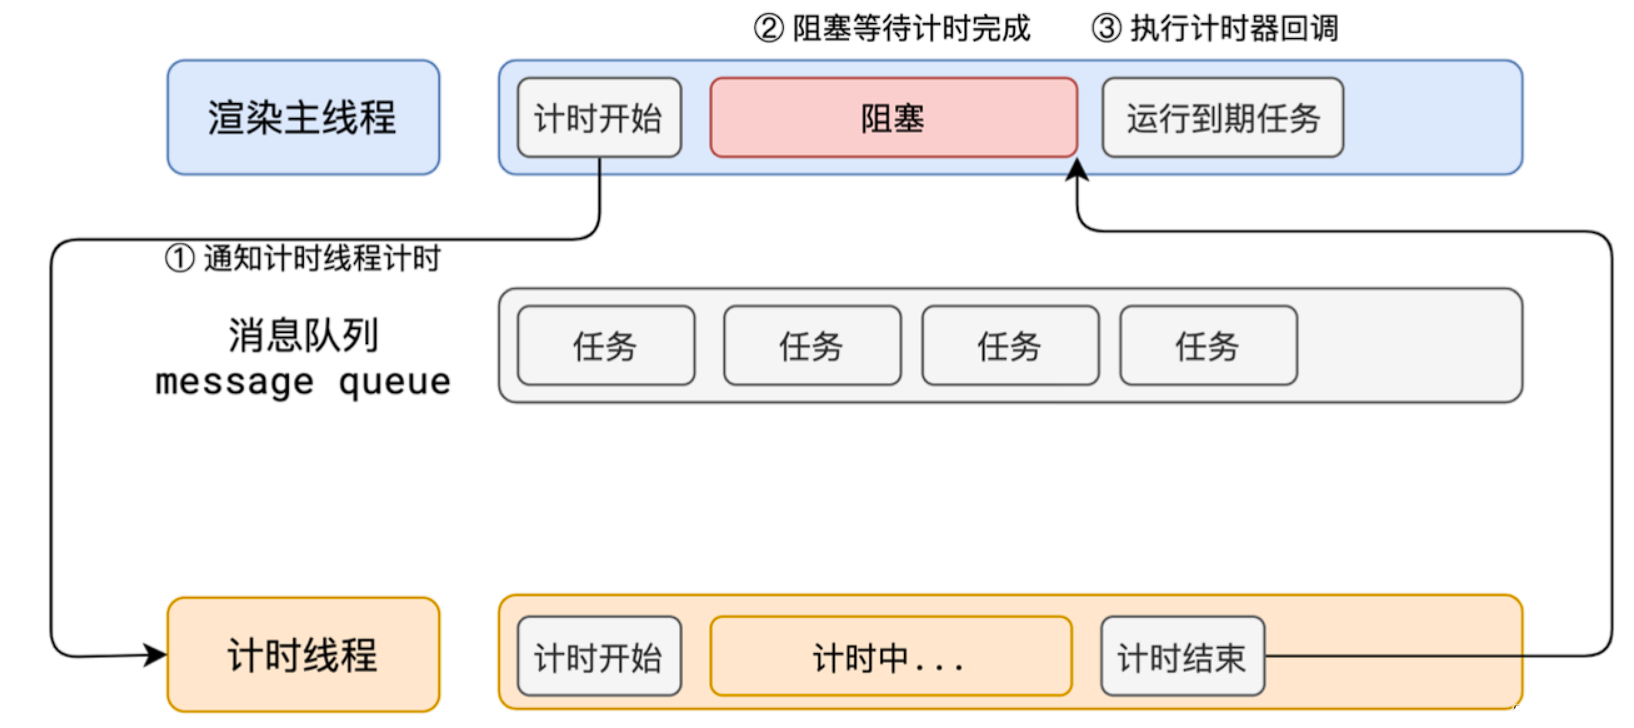 ② 阻塞等待计时完成
③ 执行计时器回调
渲染主线程
计时开始
阻塞
运行到期任务
① 通知计时线程计时
消息队列
message queue
任务
任务
任务
任务
计时线程
计时开始
计时中...
计时结束